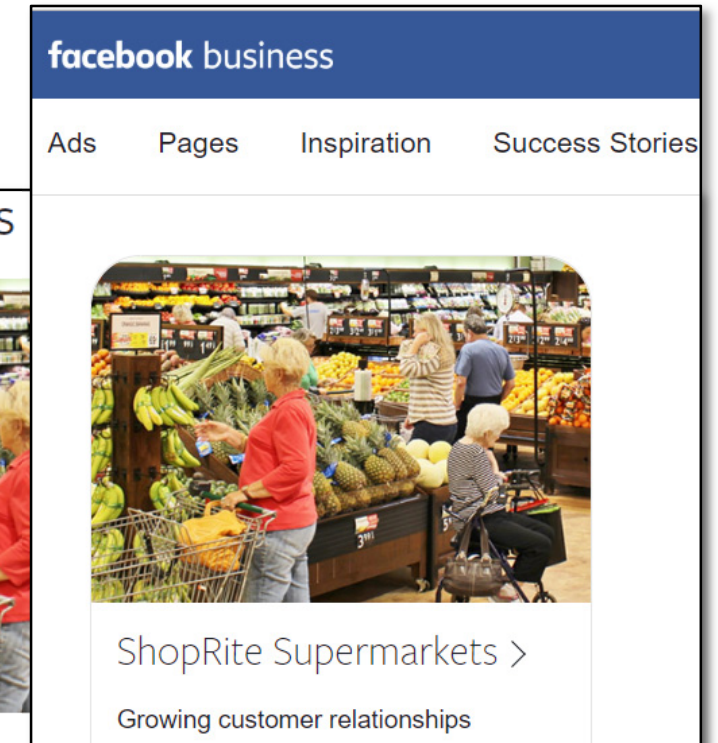 facebook business
Ads Pages Inspiration Success Stories
S
ShopRite Supermarkets >
Growing customer relationships